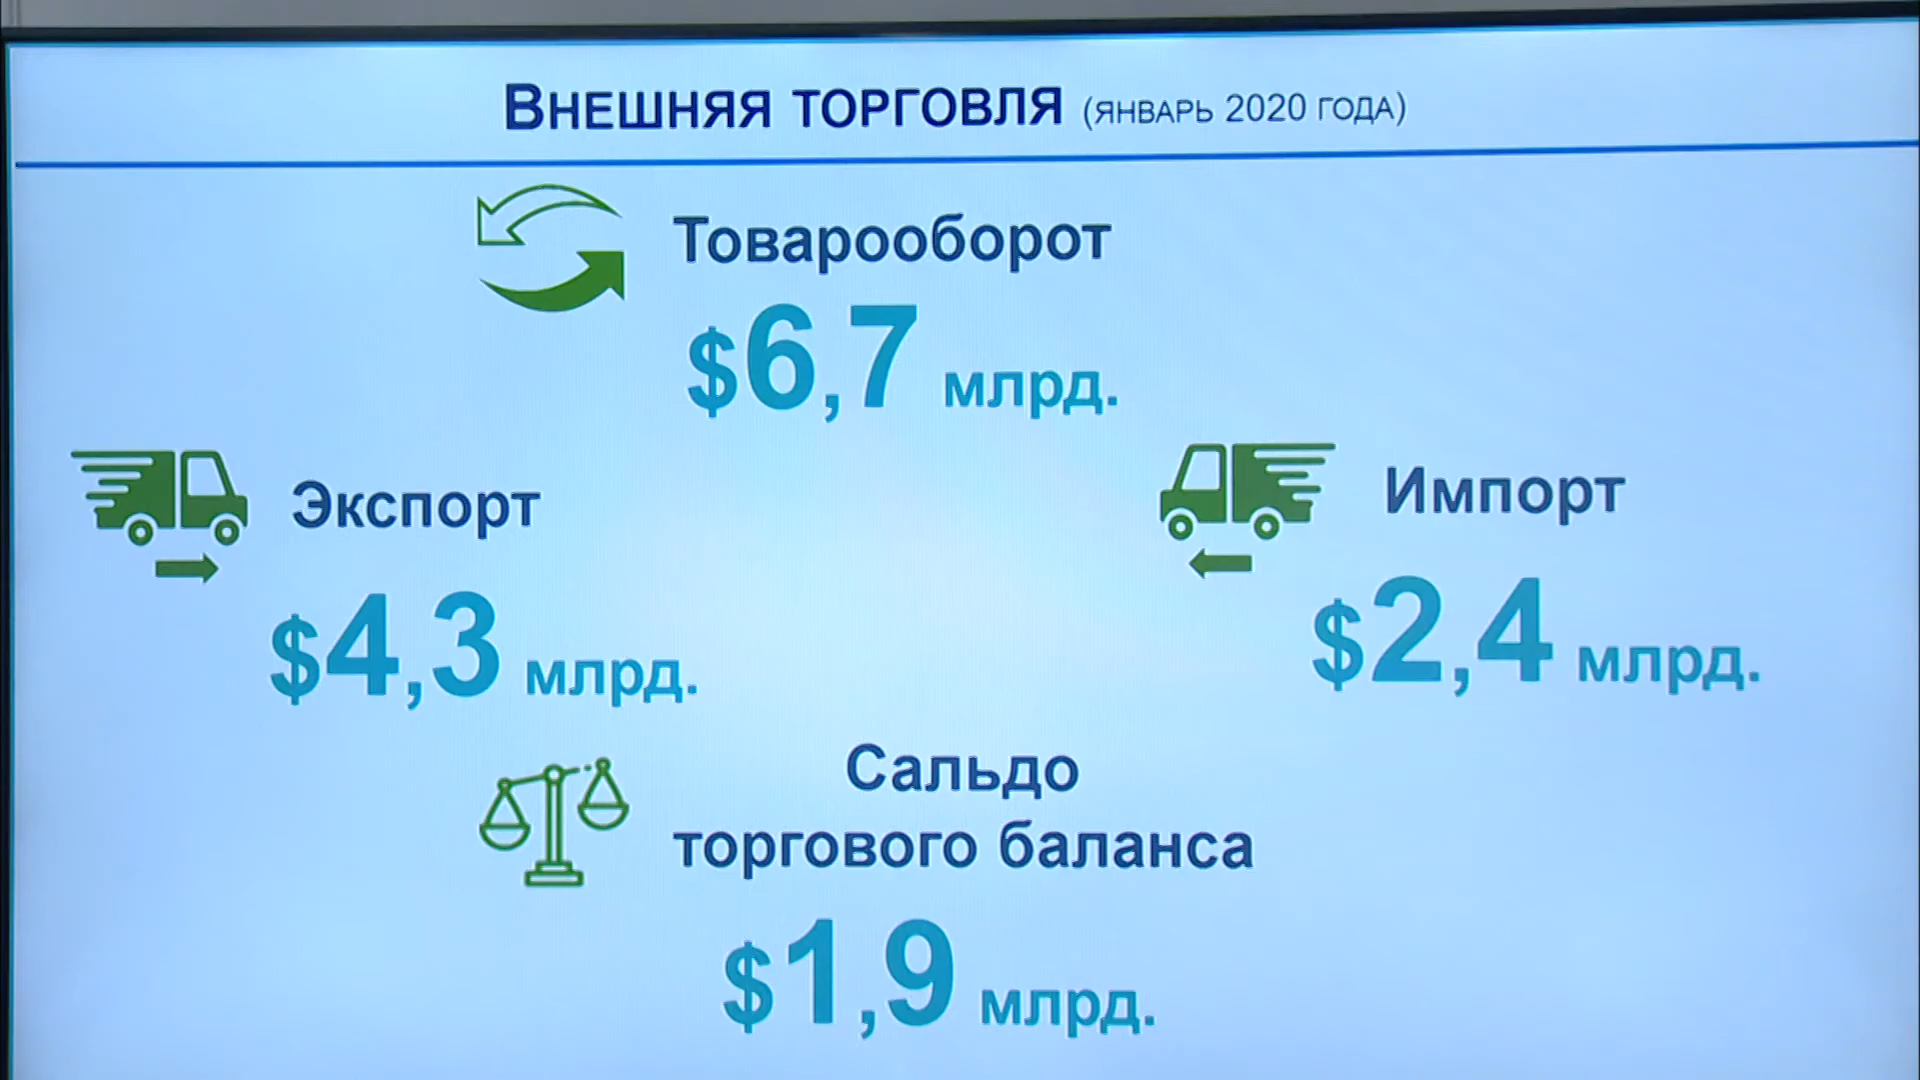 Внешняя торговля (январь 2020 года)
Товарооборот
$6,7 млрд.
Экспорт
Импорт
$4,3 млрд.
$2,4 млрд.
Сальдо
торгового баланса
$1,9 млрд.